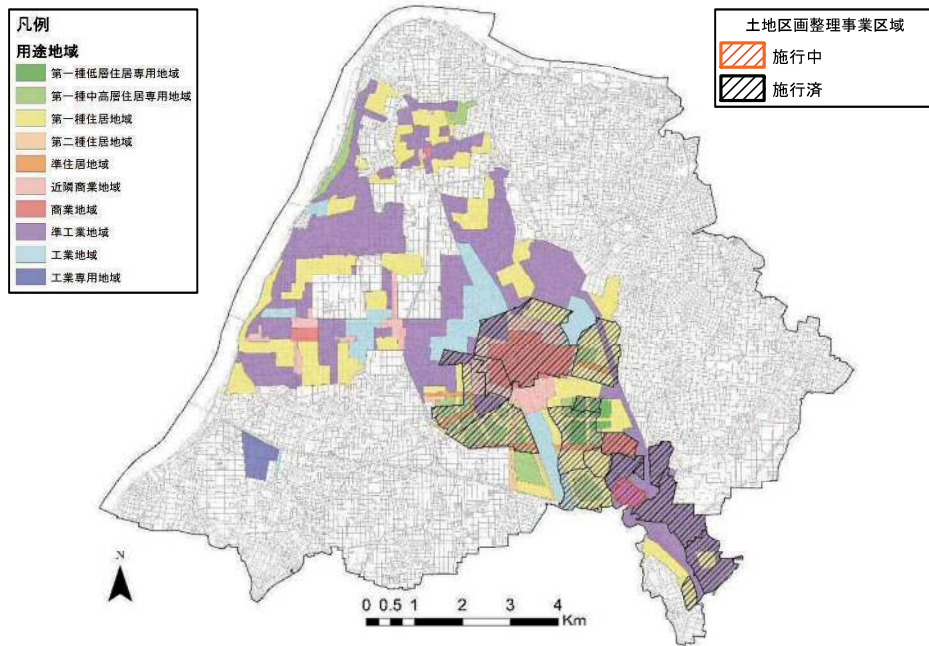 凡例
用途地域
第一種低層住居専用地域
第一種中高層住居専用地域
第一種住居地域
第二種住居地域
準住居地域
近隣商業地域
商業地域
準工業地域
工業地域
工業専用地域
土地区画整理事業区域
施行中
施行済
N
0 0.5 1 2 3 4
Km